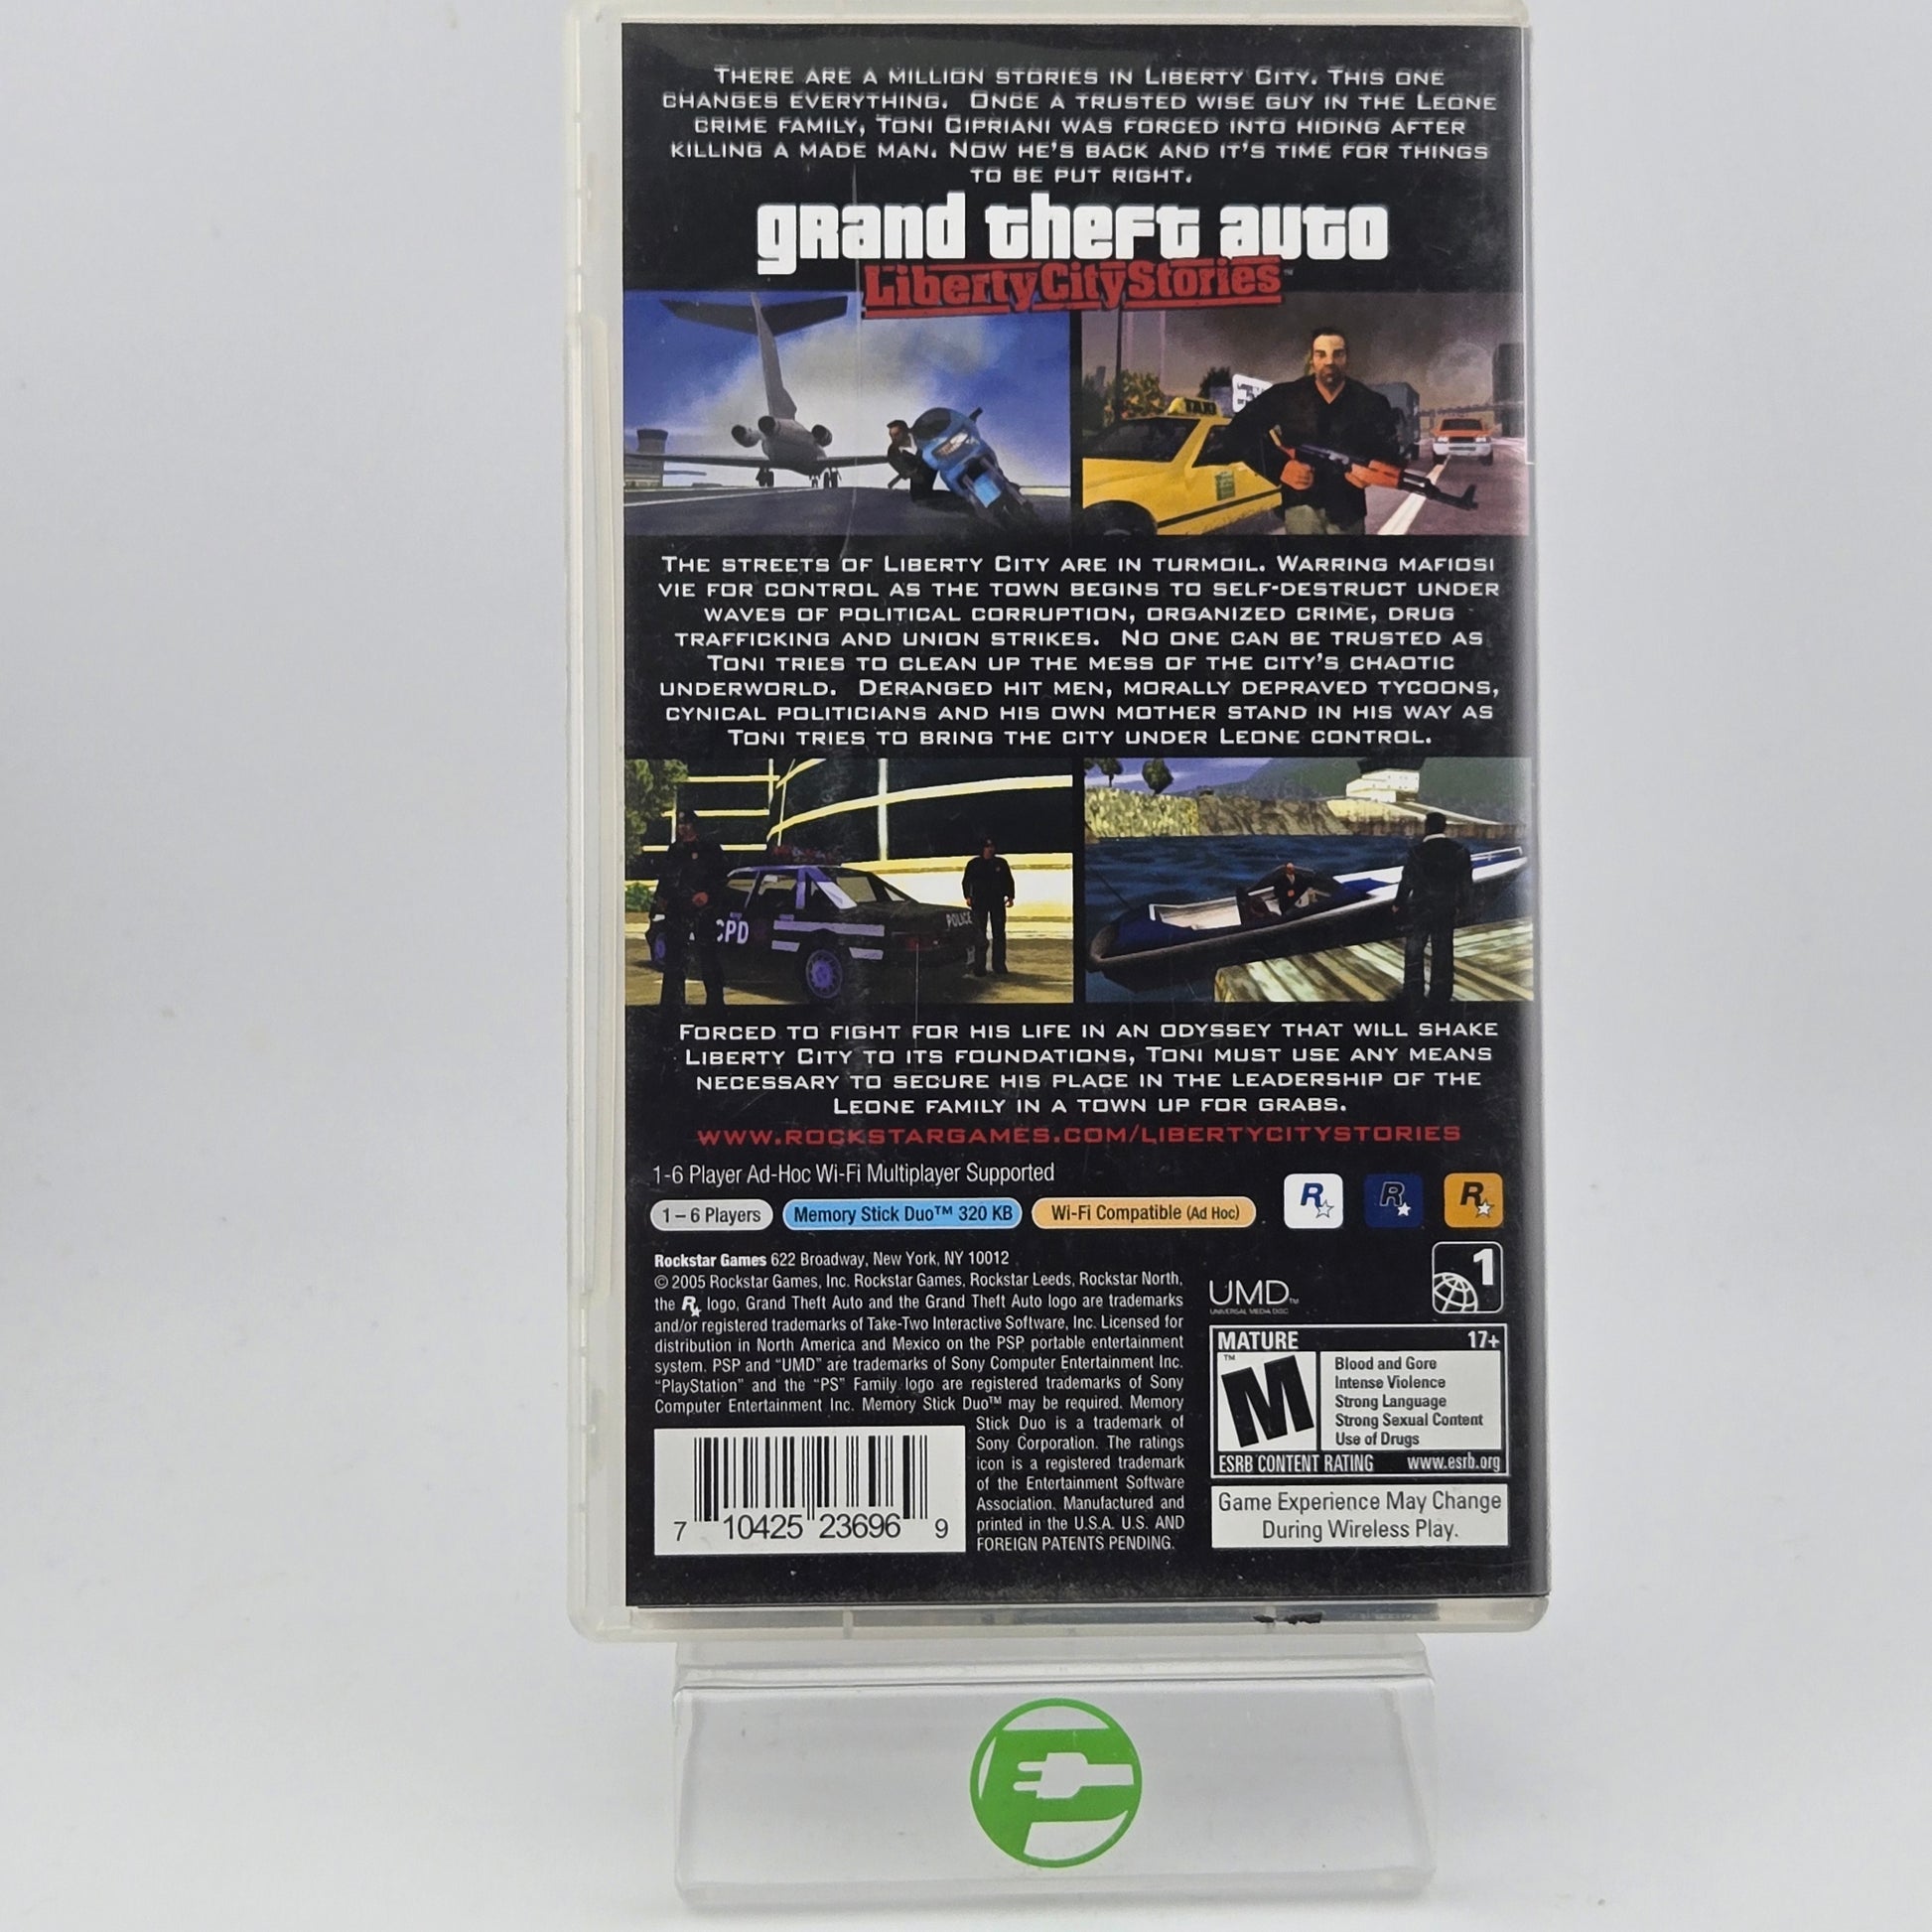 There are a million stories in Liberty City. This one
changes everything. Once a trusted wise guy in the Leone
crime family, Toni Cipriani was forced into hiding after
killing a made man. Now he's back and it's time for things
to be put right.
grand theft auto
Liberty City Stories™
TAXI
The streets of Liberty City are in turmoil. Warring mafiosi
vie for control as the town begins to self-destruct under
waves of political corruption, organized crime, drug
trafficking and union strikes. No one can be trusted as
Toni tries to clean up the mess of the city's chaotic
underworld. Deranged hit men, morally depraved tycoons,
cynical politicians and his own mother stand in his way as
Toni tries to bring the city under Leone control.
CPD
POLICE
Forced to fight for his life in an odyssey that will shake
Liberty City to its foundations, Toni must use any means
necessary to secure his place in the leadership of the
Leone family in a town up for grabs.
www.rockstargames.com/libertycitystories
1-6 Player Ad-Hoc Wi-Fi Multiplayer Supported
1 – 6 Players Memory Stick Duo™ 320 KB Wi-Fi Compatible (Ad Hoc) R R R
Rockstar Games 622 Broadway, New York, NY 10012
© 2005 Rockstar Games, Inc. Rockstar Games, Rockstar Leeds, Rockstar North,
the R logo, Grand Theft Auto and the Grand Theft Auto logo are trademarks
and/or registered trademarks of Take-Two Interactive Software, Inc. Licensed for
distribution in North America and Mexico on the PSP portable entertainment
system. PSP and “UMD” are trademarks of Sony Computer Entertainment Inc.
“PlayStation” and the “PS” Family logo are registered trademarks of Sony
Computer Entertainment Inc. Memory Stick Duo™ may be required. Memory
Stick Duo is a trademark of
Sony Corporation. The ratings
icon is a registered trademark
of the Entertainment Software
Association. Manufactured and
printed in the U.S.A. U.S. AND
FOREIGN PATENTS PENDING.
7 10425 23696 9
1
UMD™
UNIVERSAL MEDIA DISC
MATURE 17+
M™
Blood and Gore
Intense Violence
Strong Language
Strong Sexual Content
Use of Drugs
ESRB CONTENT RATING www.esrb.org
Game Experience May Change
During Wireless Play.